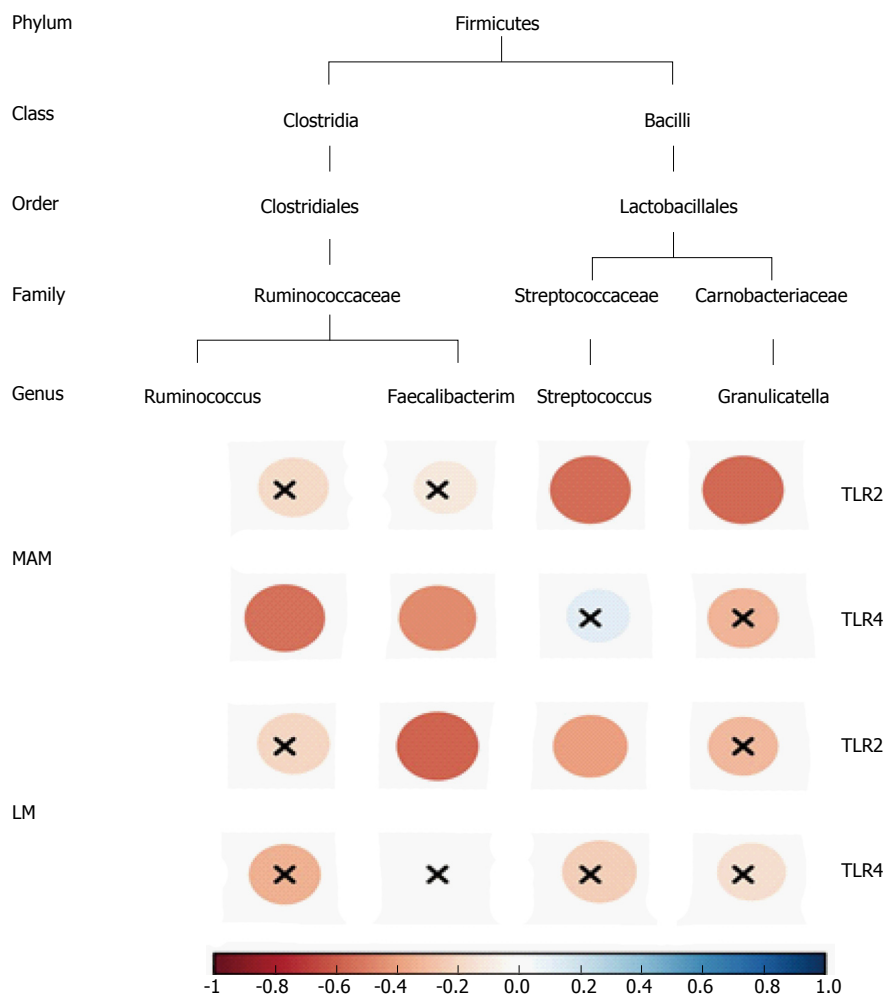 Phylum Firmicutes
Class Clostridia Bacilli
Order Clostridiales Lactobacillales
Family Ruminococcaceae Streptococcaceae Carnobacteriaceae
Genus Ruminococcus Faecalibacterim Streptococcus Granulicatella
TLR2
MAM
TLR4
TLR2
LM
TLR4
-1 -0.8 -0.6 -0.4 -0.2 0.0 0.2 0.4 0.6 0.8 1.0